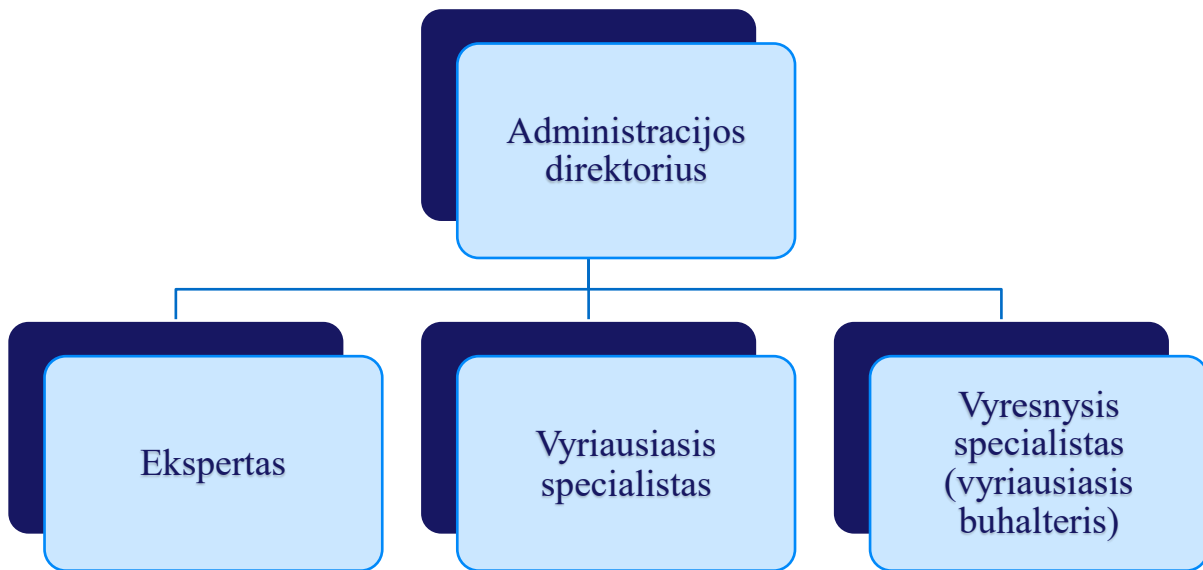 Administracijos
direktorius
Ekspertas
Vyriausiasis
specialistas
Vyresnysis
specialistas
(vyriausiasis
buhalteris)